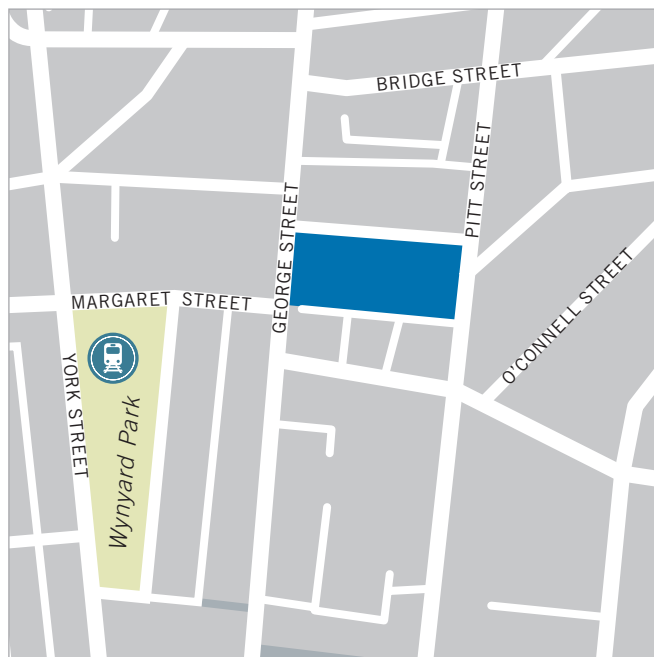 BRIDGE STREET
PITT STREET
GEORGE STREET
MARGARET STREET
O'CONNELL STREET
YORK STREET
Wynyard Park